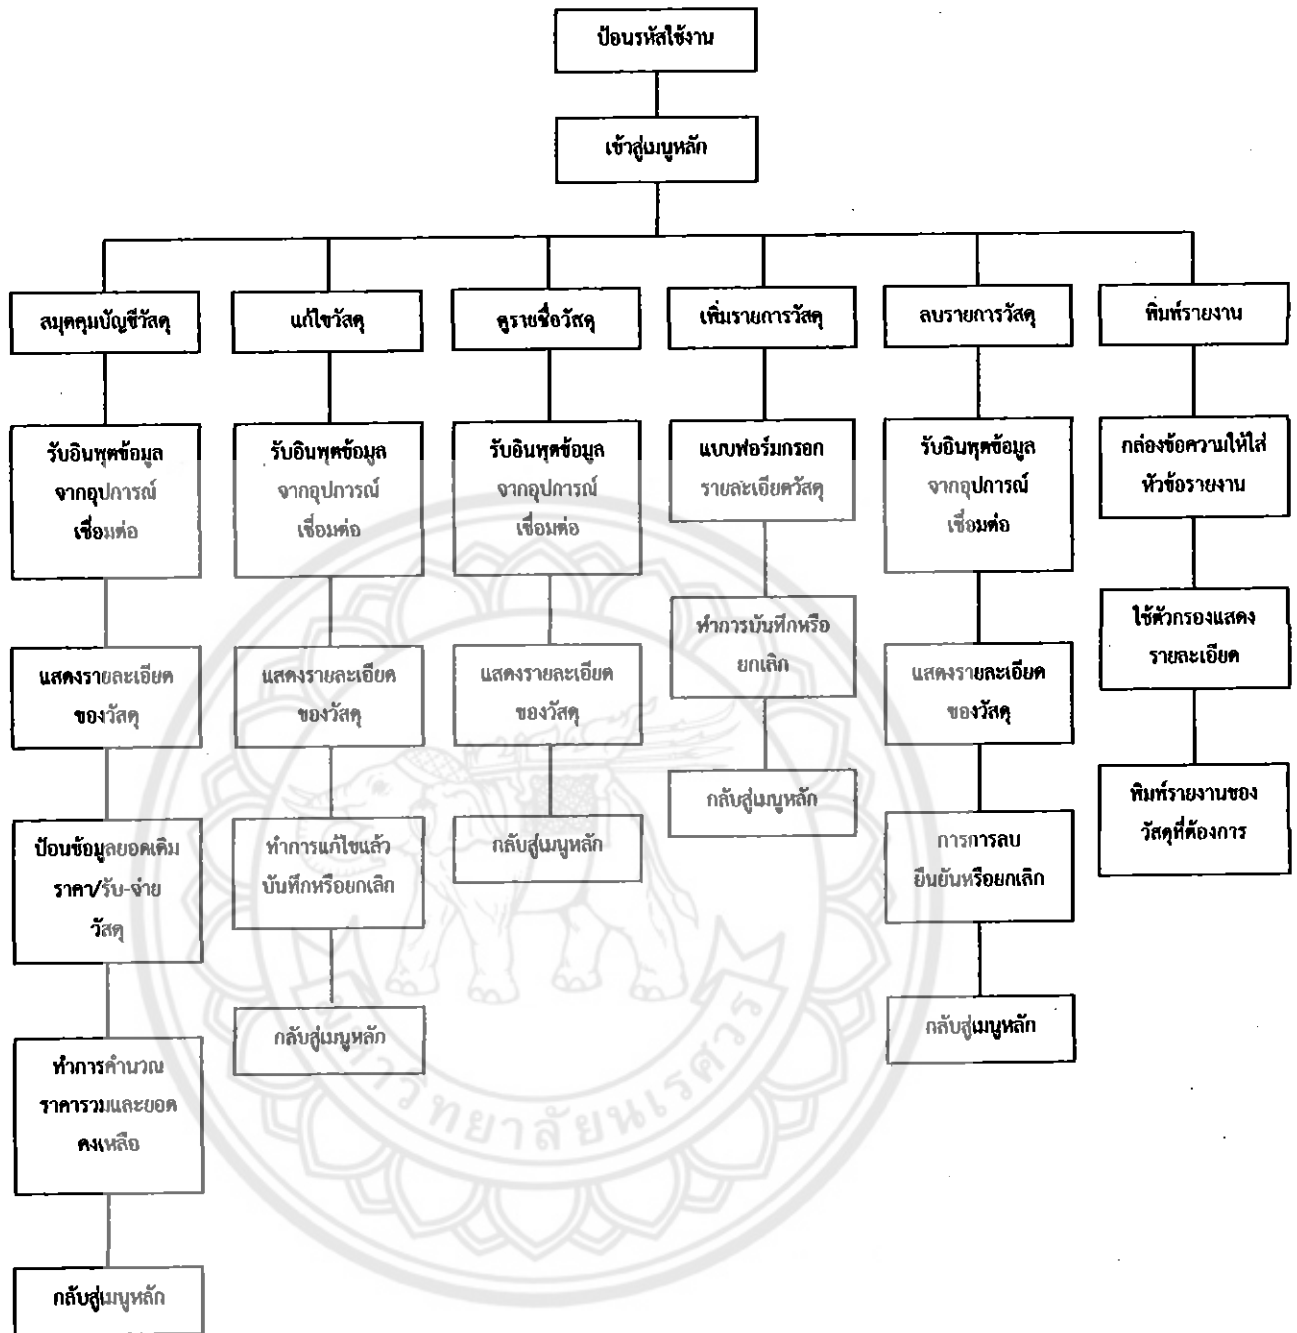 ป้อนรหัสใช้งาน
เข้าสู่เมนูหลัก
สมุดคุมบัญชีวัสดุ
แก้ไขวัสดุ
ดูรายชื่อวัสดุ
เพิ่มรายการวัสดุ
ลบรายการวัสดุ
พิมพ์รายงาน
รับอินพุตข้อมูล
จากอุปการณ์
เชื่อมต่อ
รับอินพุตข้อมูล
จากอุปการณ์
เชื่อมต่อ
รับอินพุตข้อมูล
จากอุปการณ์
เชื่อมต่อ
แบบฟอร์มกรอก
รายละเอียดวัสดุ
รับอินพุตข้อมูล
จากอุปการณ์
เชื่อมต่อ
กล่องข้อความให้ใส่
หัวข้อรายงาน
แสดงรายละเอียด
ของวัสดุ
แสดงรายละเอียด
ของวัสดุ
แสดงรายละเอียด
ของวัสดุ
ทำการบันทึกหรือ
ยกเลิก
แสดงรายละเอียด
ของวัสดุ
ใช้ตัวกรองแสดง
รายละเอียด
ป้อนข้อมูลยอดเดิม
ราคา/รับ-จ่าย
วัสดุ
ทำการแก้ไขแล้ว
บันทึกหรือยกเลิก
กลับสู่เมนูหลัก
กลับสู่เมนูหลัก
การการลบ
ยืนยันหรือยกเลิก
พิมพ์รายงานของ
วัสดุที่ต้องการ
ทำการคำนวณ
ราคารวมและยอด
คงเหลือ
กลับสู่เมนูหลัก
กลับสู่เมนูหลัก
กลับสู่เมนูหลัก
มหาวิทยาลัยนเรศวร